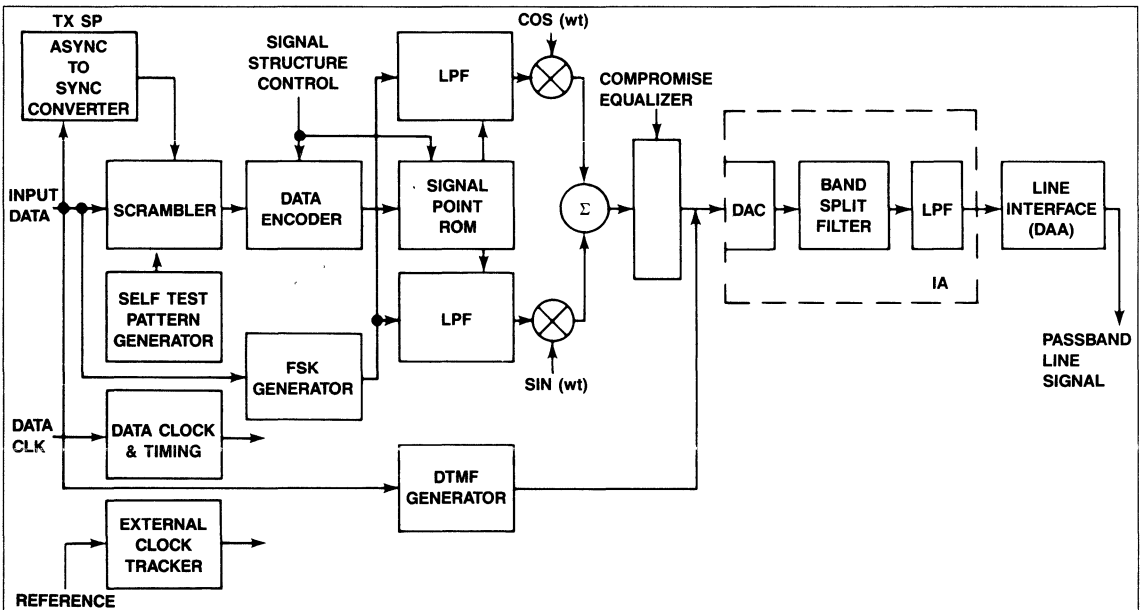 TX SP
ASYNC
TO
SYNC
CONVERTER
SIGNAL
STRUCTURE
CONTROL
LPF
COS (wt)
COMPROMISE
EQUALIZER
INPUT
DATA
SCRAMBLER
DATA
ENCODER
SIGNAL
POINT
ROM
Σ
DAC
BAND
SPLIT
FILTER
LPF
IA
LINE
INTERFACE
(DAA)
SELF TEST
PATTERN
GENERATOR
FSK
GENERATOR
LPF
SIN (wt)
PASSBAND
LINE
SIGNAL
DATA
CLK
DATA CLOCK
& TIMING
DTMF
GENERATOR
EXTERNAL
CLOCK
TRACKER
REFERENCE